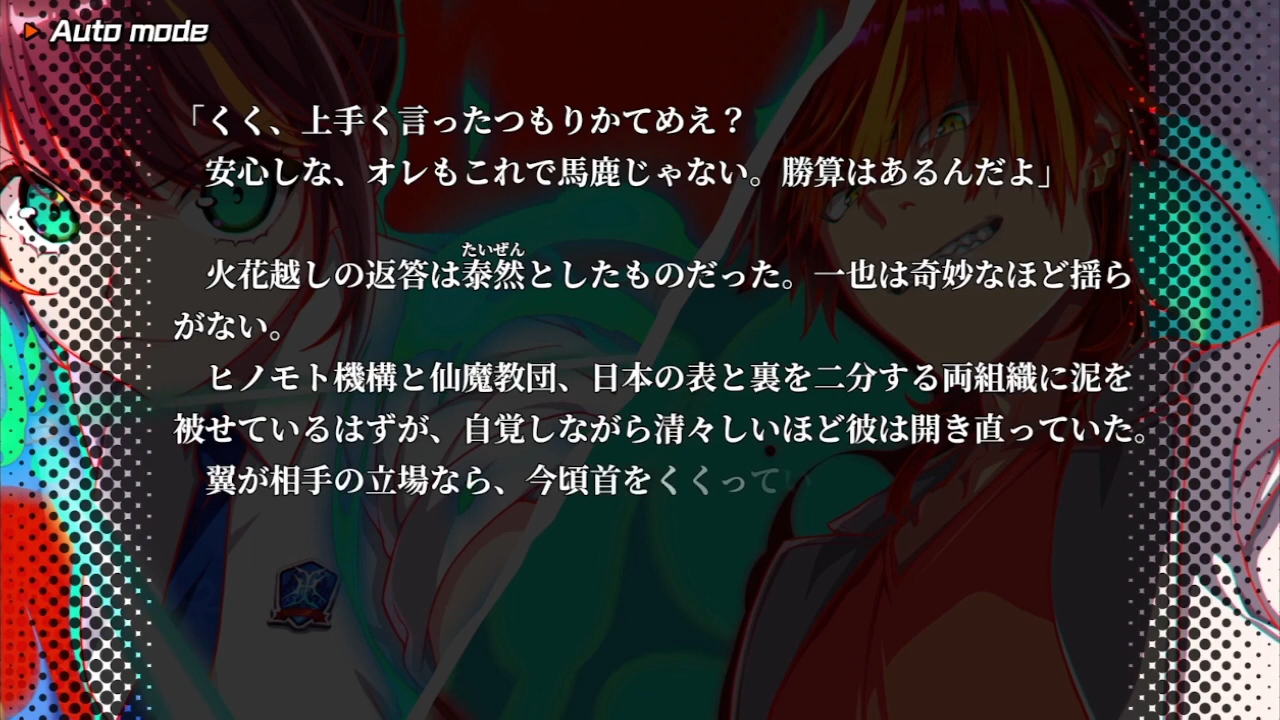 Auto mode
「くく、上手く言ったつもりかてめえ？
安心しな、オレもこれで馬鹿じゃない。勝算はあるんだよ」
たいぜん
火花越しの返答は泰然としたものだった。一也は奇妙なほど揺ら
がない。
ヒノモト機構と仙魔教団、日本の表と裏を二分する両組織に泥を
被せているはずが、自覚しながら清々しいほど彼は開き直っていた。
翼が相手の立場なら、今頃首をくくってい